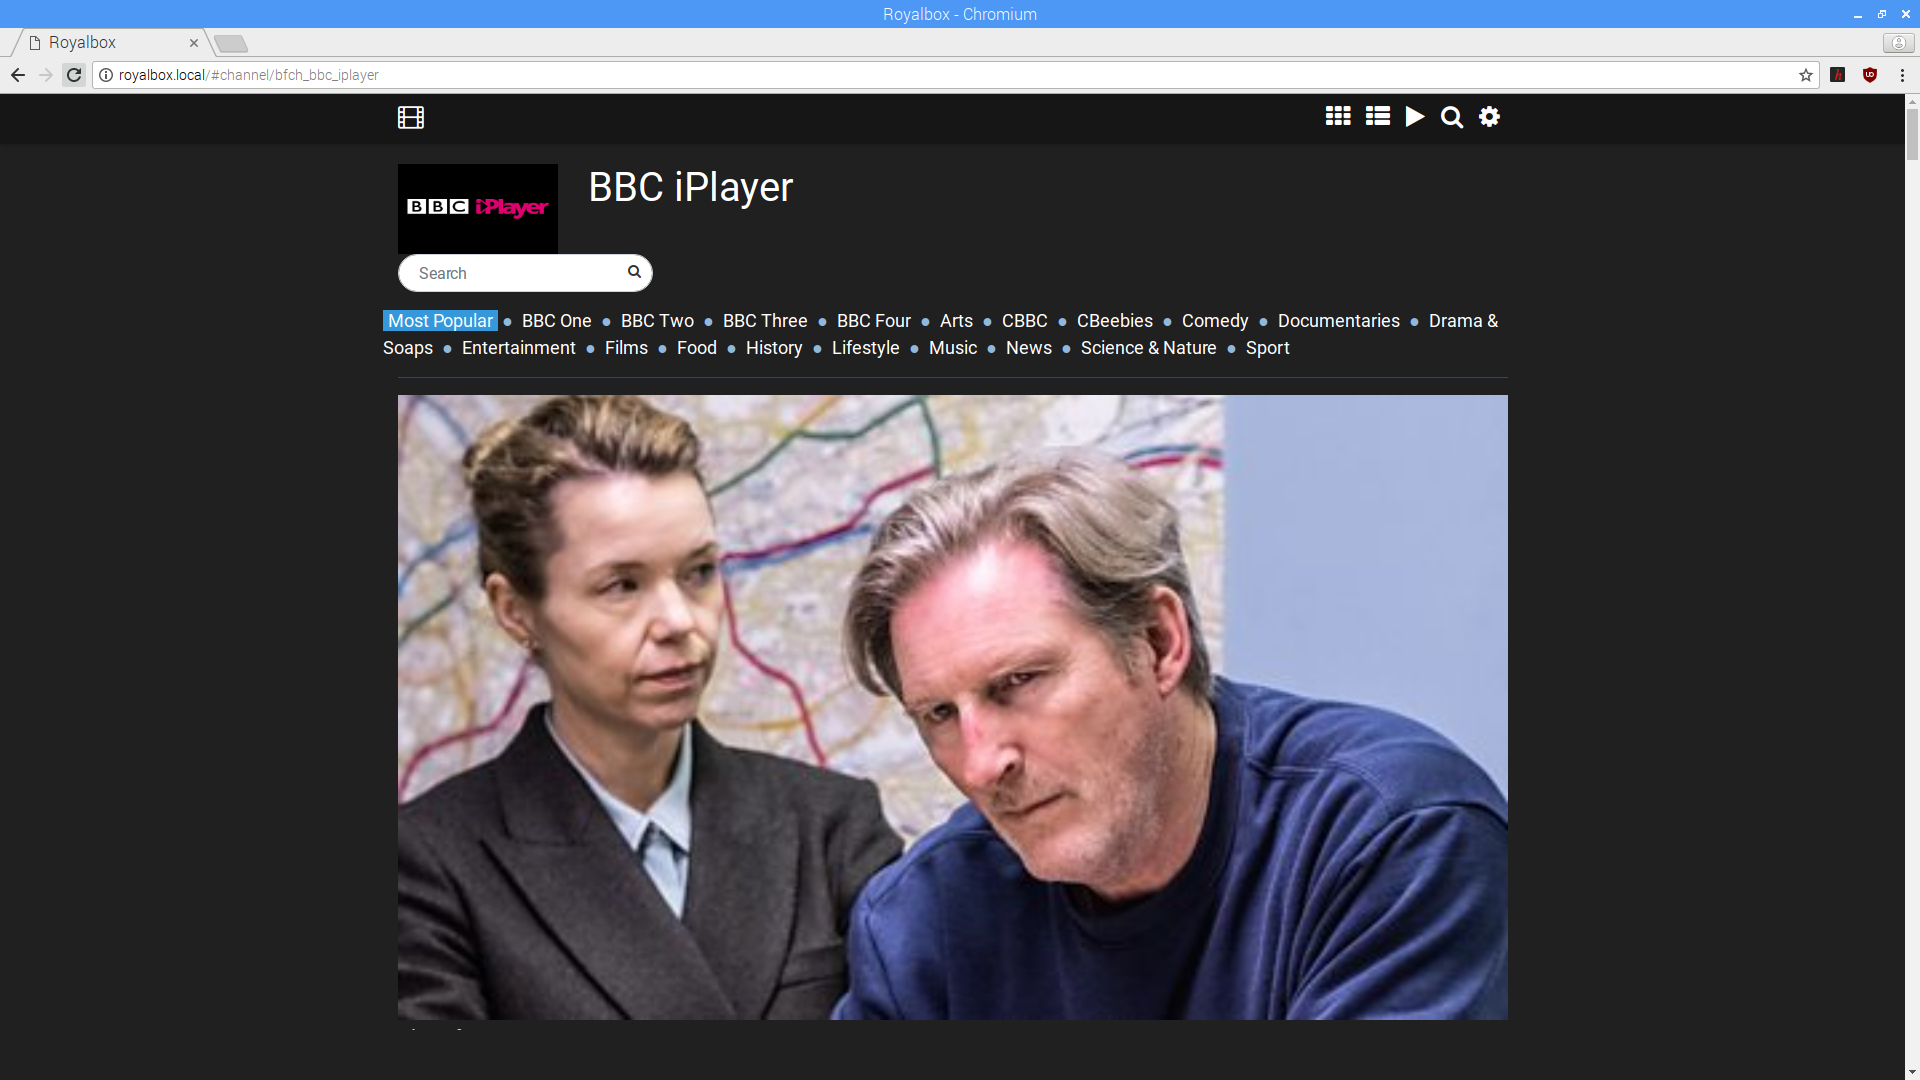 Royalbox - Chromium
Royalbox
royalbox.local/#channel/bfch_bbc_iplayer
BBC iPlayer
BBC iPlayer
Search
Most Popular • BBC One • BBC Two • BBC Three • BBC Four • Arts • CBBC • CBeebies • Comedy • Documentaries • Drama &
Soaps • Entertainment • Films • Food • History • Lifestyle • Music • News • Science & Nature • Sport